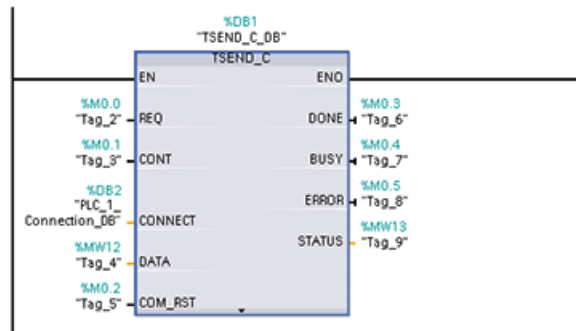 %DB1
"TSEND_C_DB"
TSEND_C
EN ENO
%M0.0 %M0.3
"Tag_2" REQ DONE "Tag_6"
%M0.1 %M0.4
"Tag_3" CONT BUSY "Tag_7"
%DB2 %M0.5
"PLC_1_ ERROR "Tag_8"
Connection_DB" CONNECT %MW13
%MW12 STATUS "Tag_9"
"Tag_4" DATA
%M0.2
"Tag_5" COM_RST